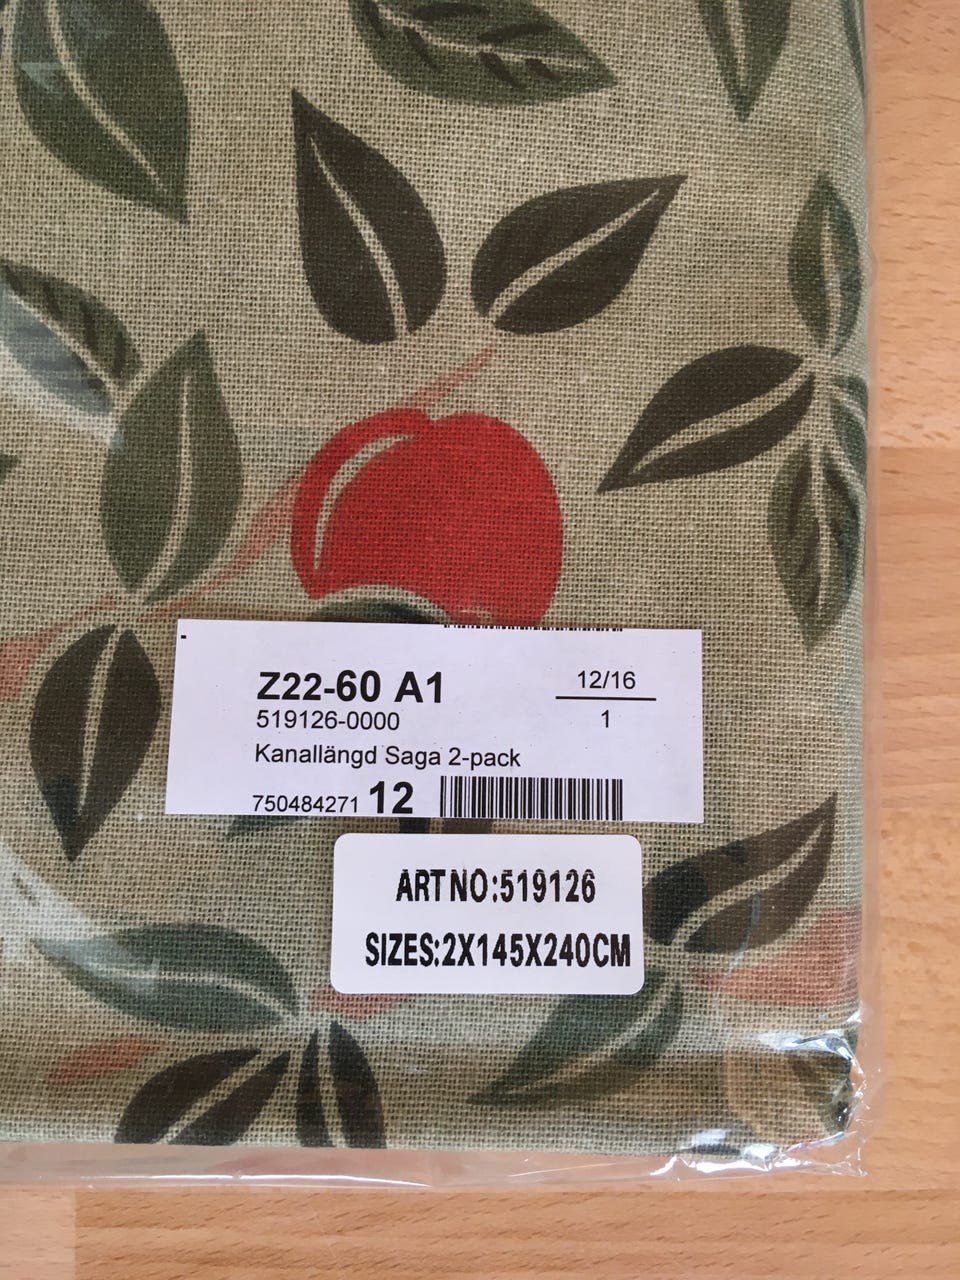 Z22-60 A1
12/16
519126-0000
1
Kanallängd Saga 2-pack
750484271 12
ART NO:519126
SIZES:2X145X240CM